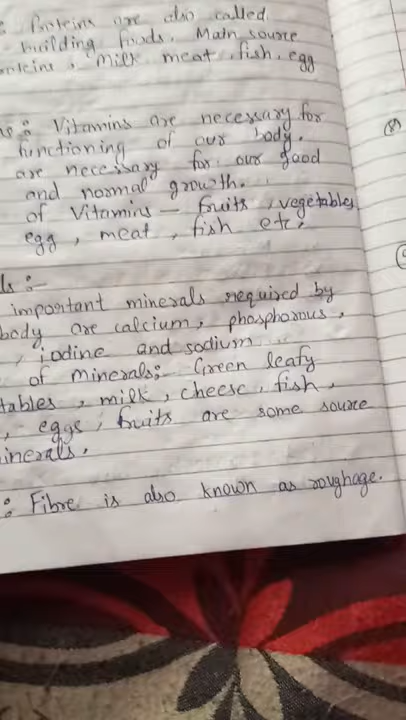 : Proteins are also called
building foods. Main source
proteins, Milk meat, fish, egg
: Vitamins are necessary for
functioning of our body.
are necessary for our good
and normal growth.
of Vitamins - fruits, vegetables,
egg, meat, fish etc.
ls :-
important minerals required by
body are calcium, phosphorous,
, iodine and sodium
of minerals: Green leafy
tables, milk, cheese, fish,
, eggs, fruits are some source
inerals.
: Fibre is also known as roughage.